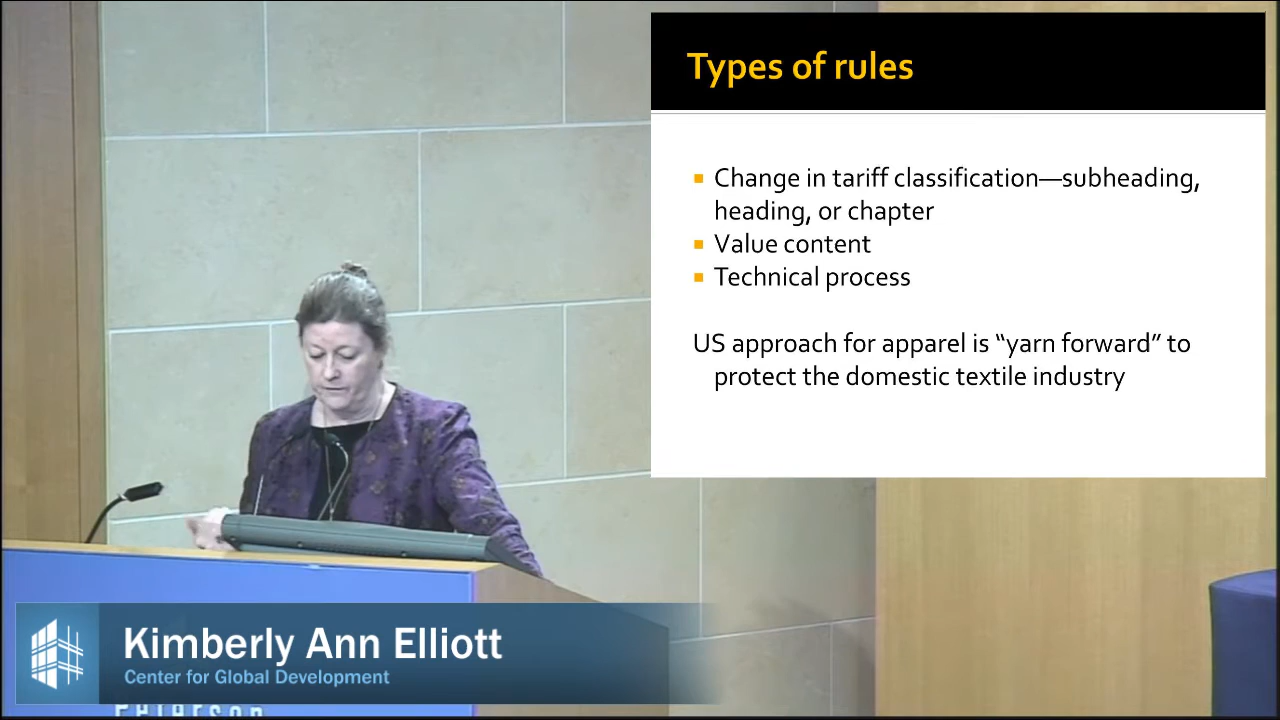 Types of rules
Change in tariff classification—subheading,
heading, or chapter
Value content
Technical process
US approach for apparel is “yarn forward” to
protect the domestic textile industry
Kimberly Ann Elliott
Center for Global Development
Peterson